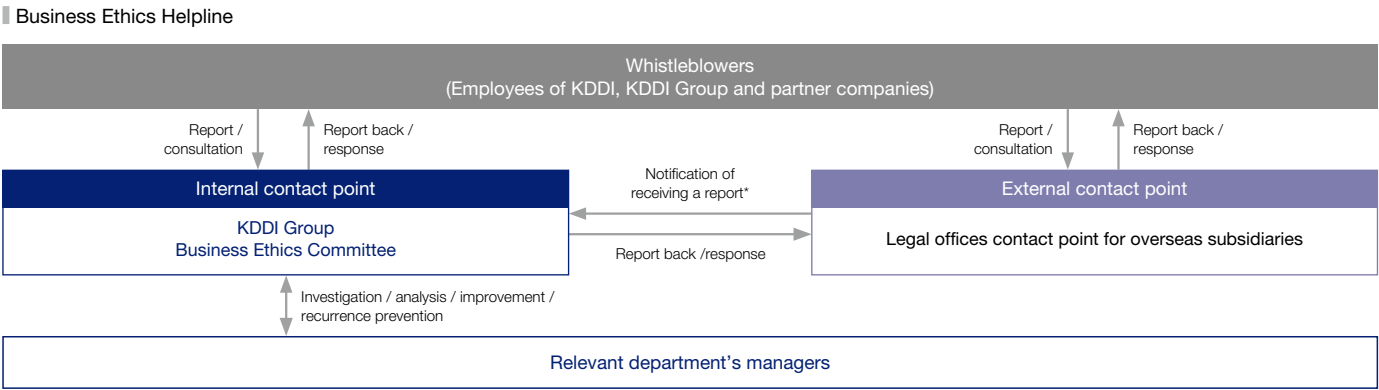 Business Ethics Helpline
Whistleblowers
(Employees of KDDI, KDDI Group and partner companies)
Report /
consultation
Report back /
response
Report /
consultation
Report back /
response
Internal contact point
KDDI Group
Business Ethics Committee
Notification of
receiving a report*
Report back /response
External contact point
Legal offices contact point for overseas subsidiaries
Investigation / analysis / improvement /
recurrence prevention
Relevant department’s managers